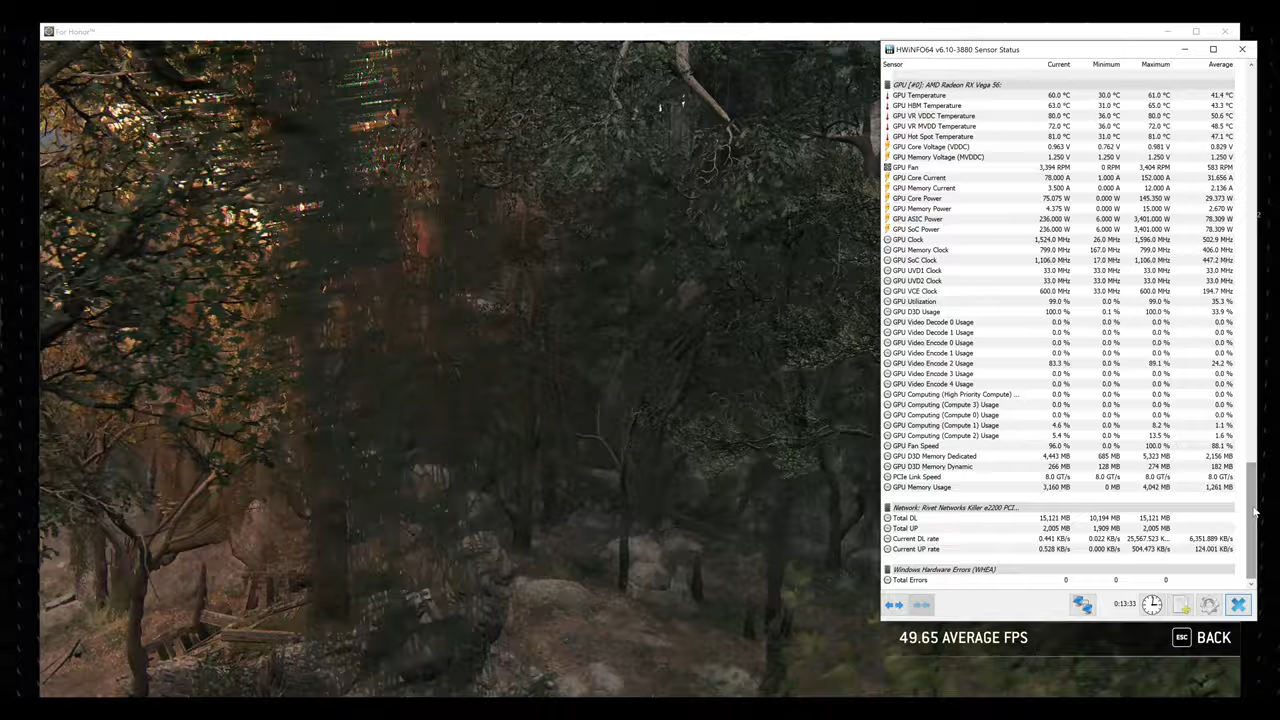 For Honor™
HWiNFO64 v6.10-3880 Sensor Status
Sensor Current Minimum Maximum Average
GPU [#0]: AMD Radeon RX Vega 56:
GPU Temperature 60.0 °C 30.0 °C 61.0 °C 41.4 °C
GPU HBM Temperature 63.0 °C 31.0 °C 65.0 °C 43.3 °C
GPU VR VDDC Temperature 80.0 °C 36.0 °C 80.0 °C 50.6 °C
GPU VR MVDD Temperature 72.0 °C 36.0 °C 72.0 °C 48.5 °C
GPU Hot Spot Temperature 81.0 °C 31.0 °C 81.0 °C 47.1 °C
GPU Core Voltage (VDDC) 0.963 V 0.762 V 0.981 V 0.829 V
GPU Memory Voltage (MVDDC) 1.250 V 1.250 V 1.250 V 1.250 V
GPU Fan 3,394 RPM 0 RPM 3,404 RPM 583 RPM
GPU Core Current 78.000 A 1.000 A 152.000 A 31.656 A
GPU Memory Current 3.500 A 0.000 A 12.000 A 2.136 A
GPU Core Power 75.075 W 0.000 W 145.350 W 29.373 W
GPU Memory Power 4.375 W 0.000 W 15.000 W 2.670 W
GPU ASIC Power 236.000 W 6.000 W 3,401.000 W 78.309 W
GPU SoC Power 236.000 W 6.000 W 3,401.000 W 78.309 W
GPU Clock 1,524.0 MHz 26.0 MHz 1,596.0 MHz 502.9 MHz
GPU Memory Clock 799.0 MHz 167.0 MHz 799.0 MHz 406.0 MHz
GPU SoC Clock 1,106.0 MHz 17.0 MHz 1,106.0 MHz 447.2 MHz
GPU UVD1 Clock 33.0 MHz 33.0 MHz 33.0 MHz 33.0 MHz
GPU UVD2 Clock 33.0 MHz 33.0 MHz 33.0 MHz 33.0 MHz
GPU VCE Clock 600.0 MHz 33.0 MHz 600.0 MHz 194.7 MHz
GPU Utilization 99.0 % 0.0 % 99.0 % 35.3 %
GPU D3D Usage 100.0 % 0.1 % 100.0 % 33.9 %
GPU Video Decode 0 Usage 0.0 % 0.0 % 0.0 % 0.0 %
GPU Video Decode 1 Usage 0.0 % 0.0 % 0.0 % 0.0 %
GPU Video Encode 0 Usage 0.0 % 0.0 % 0.0 % 0.0 %
GPU Video Encode 1 Usage 0.0 % 0.0 % 0.0 % 0.0 %
GPU Video Encode 2 Usage 83.3 % 0.0 % 89.1 % 24.2 %
GPU Video Encode 3 Usage 0.0 % 0.0 % 0.0 % 0.0 %
GPU Video Encode 4 Usage 0.0 % 0.0 % 0.0 % 0.0 %
GPU Computing (High Priority Compute) ... 0.0 % 0.0 % 0.0 % 0.0 %
GPU Computing (Compute 3) Usage 0.0 % 0.0 % 0.0 % 0.0 %
GPU Computing (Compute 0) Usage 0.0 % 0.0 % 0.0 % 0.0 %
GPU Computing (Compute 1) Usage 4.6 % 0.0 % 8.2 % 1.1 %
GPU Computing (Compute 2) Usage 5.4 % 0.0 % 13.5 % 1.6 %
GPU Fan Speed 96.0 % 0.0 % 100.0 % 88.1 %
GPU D3D Memory Dedicated 4,443 MB 685 MB 5,323 MB 2,156 MB
GPU D3D Memory Dynamic 266 MB 128 MB 274 MB 182 MB
PCIe Link Speed 8.0 GT/s 8.0 GT/s 8.0 GT/s 8.0 GT/s
GPU Memory Usage 3,160 MB 0 MB 4,042 MB 1,261 MB
Network: Rivet Networks Killer e2200 PCI...
Total DL 15,121 MB 10,194 MB 15,121 MB
Total UP 2,005 MB 1,909 MB 2,005 MB
Current DL rate 0.441 KB/s 0.022 KB/s 25,567.523 K... 6,351.889 KB/s
Current UP rate 0.528 KB/s 0.000 KB/s 504.473 KB/s 124.001 KB/s
Windows Hardware Errors (WHEA)
Total Errors 0 0 0
0:13:33
49.65 AVERAGE FPS
ESC BACK